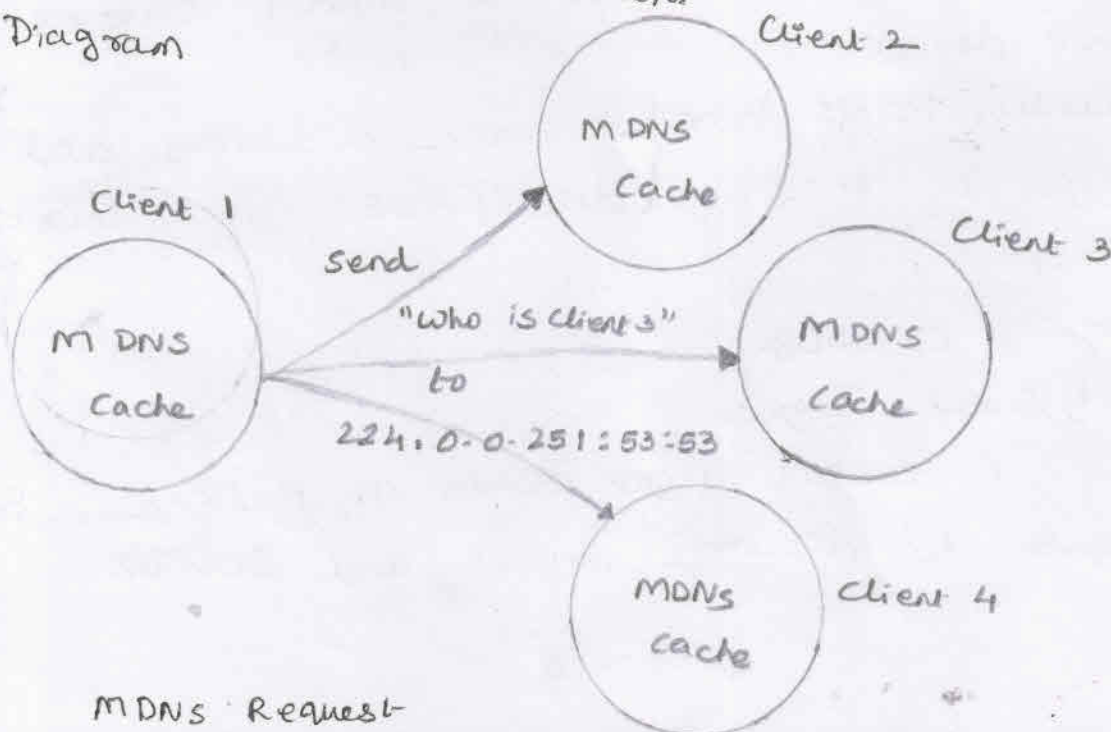 Diagram
Client 2
MDNS
Cache
Client 1
Client 3
send
"Who is Client 3"
MDNS
Cache
MDNS
Cache
to
224.0.0.251:53:53
MDNS
Cache
Client 4
MDNS Request